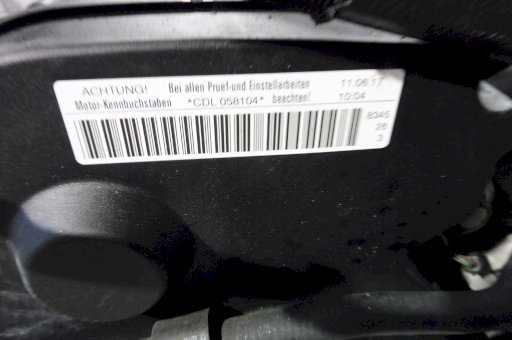 ACHTUNG! Bei allen Pruef-und Einstellarbeiten 11.06.17
Motor-Kennbuchstaben *CDL 058104* beachten! 10:04
8345
26
3